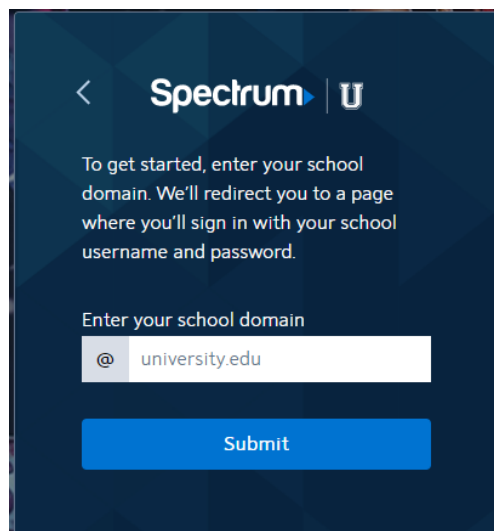 Spectrum U
To get started, enter your school
domain. We'll redirect you to a page
where you'll sign in with your school
username and password.
Enter your school domain
@ university.edu
Submit